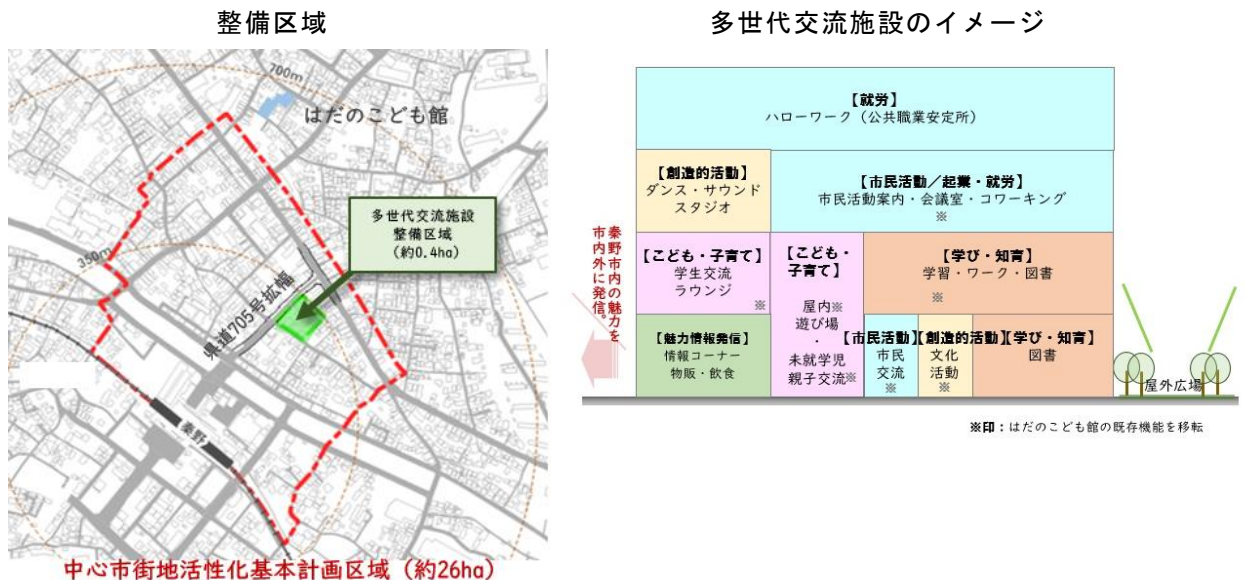 整備区域
多世代交流施設のイメージ
700m
はだのこども館
多世代交流施設
整備区域
(約0.4ha)
350m
県道705号拡幅
秦野
中心市街地活性化基本計画区域(約26ha)
【就労】
ハローワーク(公共職業安定所)
【創造的活動】
ダンス・サウンド
スタジオ
【市民活動/起業・就労】
市民活動案内・会議室・コワーキング
※
秦野市内の魅力を
市内外に発信。
【こども・子育て】
学生交流
ラウンジ
※
【こども・
子育て】
屋内※
遊び場
・
未就学児
親子交流※
【学び・知育】
学習・ワーク・図書
※
【魅力情報発信】
情報コーナー
物販・飲食
【市民活動】
市民
交流
※
【創造的活動】
文化
活動
※
【学び・知育】
図書
屋外広場
※印:はだのこども館の既存機能を移転